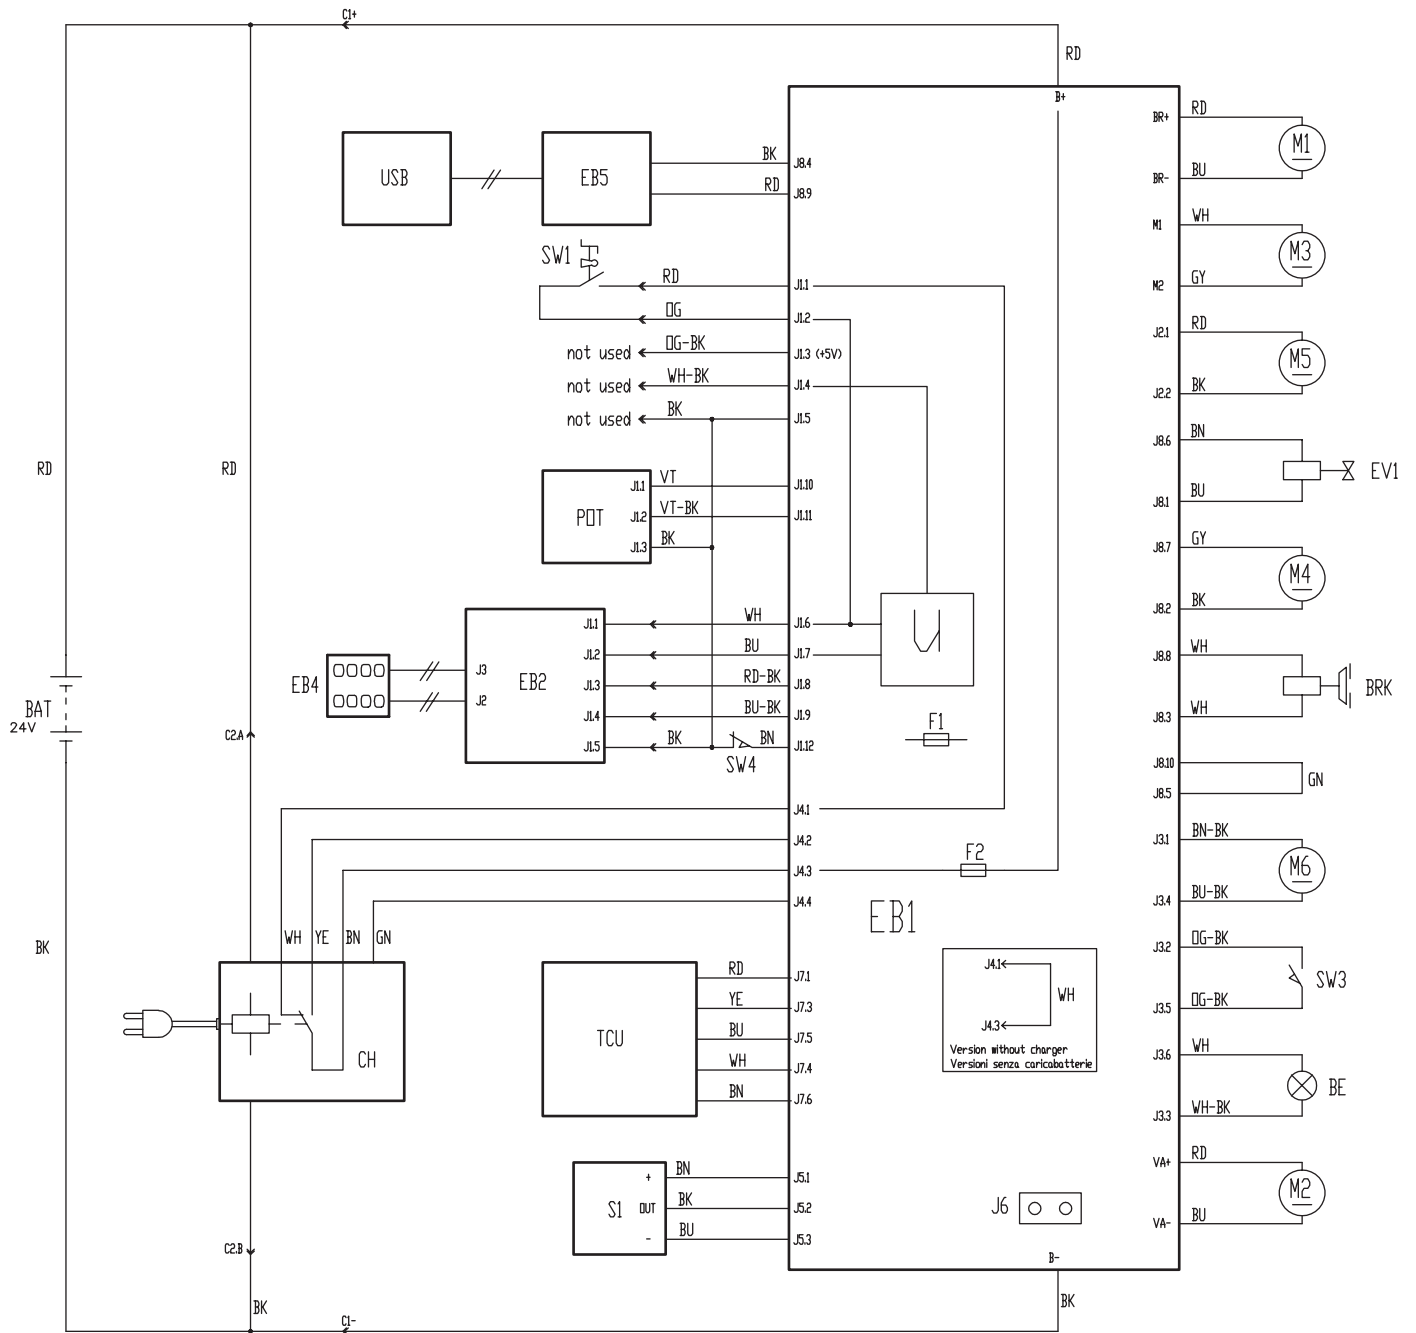 C1+
RD
B+
BR+
RD
M1
BR-
BU
USB
EB5
BK
J8.4
RD
J8.9
M1
WH
M3
M2
GY
SW1
RD
J1.1
OG
J1.2
J2.1
RD
M5
J2.2
BK
not used
OG-BK
J1.3 (+5V)
not used
WH-BK
J1.4
not used
BK
J1.5
J8.6
BN
EV1
J8.1
BU
RD
RD
POT
J1.1
VT
J1.10
J1.2
VT-BK
J1.11
J1.3
BK
J8.7
GY
M4
J8.2
BK
EB4
J3
J2
EB2
J1.1
WH
J1.6
J1.2
BU
J1.7
J1.3
RD-BK
J1.8
J1.4
BU-BK
J1.9
J1.5
BK
BN
J1.12
SW4
F1
J8.8
WH
BRK
J8.3
WH
BAT
24V
C2.A
J8.10
GN
J8.5
J4.1
J4.2
J4.3
F2
J4.4
EB1
J3.1
BN-BK
M6
J3.4
BU-BK
BK
WH
YE
BN
GN
CH
J3.2
OG-BK
SW3
J3.5
OG-BK
TCU
RD
J7.1
YE
J7.3
BU
J7.5
WH
J7.4
BN
J7.6
J4.1
WH
J4.3
Version without charger
Versioni senza caricabatterie
J3.6
WH
BE
J3.3
WH-BK
S1
+
BN
J5.1
OUT
BK
J5.2
-
BU
J5.3
J6
VA+
RD
M2
VA-
BU
C2.B
B-
BK
BK
C1-